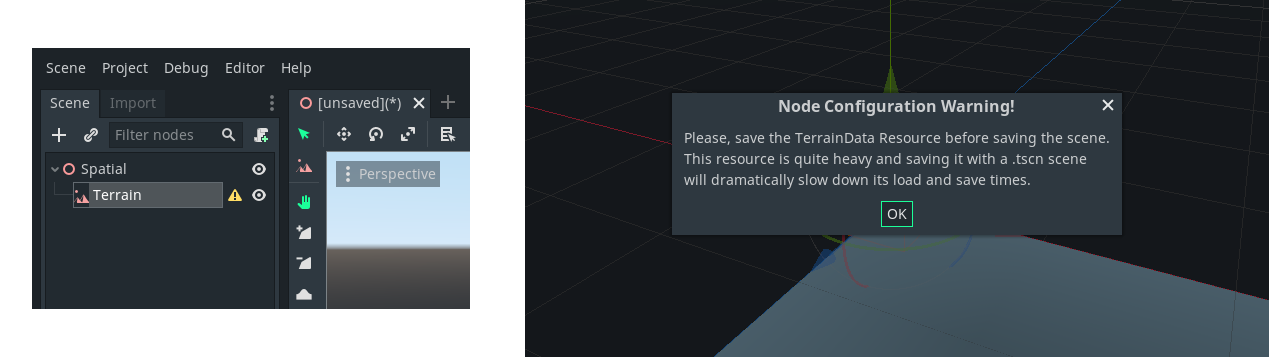 Scene Project Debug Editor Help
Scene Import
[unsaved](*)
Filter nodes
Spatial
Terrain
Perspective
Node Configuration Warning!
Please, save the TerrainData Resource before saving the scene.
This resource is quite heavy and saving it with a .tscn scene
will dramatically slow down its load and save times.
OK